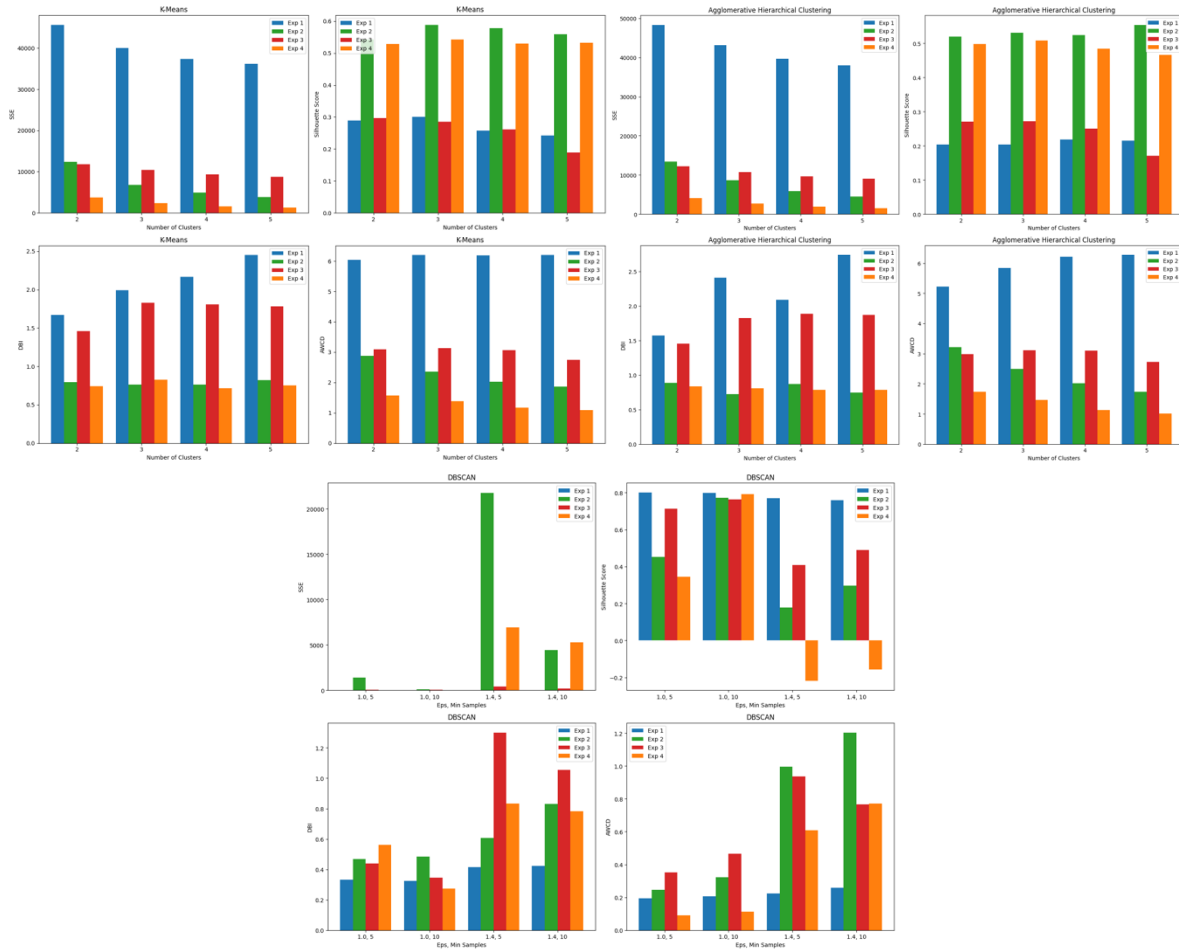 K-Means
SSE
40000
30000
20000
10000
0
2
3
4
5
Number of Clusters
Exp 1
Exp 2
Exp 3
Exp 4
K-Means
Silhouette Score
0.6
0.5
0.4
0.3
0.2
0.1
0.0
2
3
4
5
Number of Clusters
Exp 1
Exp 2
Exp 3
Exp 4
Agglomerative Hierarchical Clustering
SSE
50000
40000
30000
20000
10000
0
2
3
4
5
Number of Clusters
Exp 1
Exp 2
Exp 3
Exp 4
Agglomerative Hierarchical Clustering
Silhouette Score
0.5
0.4
0.3
0.2
0.1
0.0
2
3
4
5
Number of Clusters
Exp 1
Exp 2
Exp 3
Exp 4
K-Means
DBI
2.5
2.0
1.5
1.0
0.5
0.0
2
3
4
5
Number of Clusters
Exp 1
Exp 2
Exp 3
Exp 4
K-Means
AWCD
6
5
4
3
2
1
0
2
3
4
5
Number of Clusters
Exp 1
Exp 2
Exp 3
Exp 4
Agglomerative Hierarchical Clustering
DBI
2.5
2.0
1.5
1.0
0.5
0.0
2
3
4
5
Number of Clusters
Exp 1
Exp 2
Exp 3
Exp 4
Agglomerative Hierarchical Clustering
AWCD
6
5
4
3
2
1
0
2
3
4
5
Number of Clusters
Exp 1
Exp 2
Exp 3
Exp 4
DBSCAN
SSE
20000
15000
10000
5000
0
1.0, 5
1.0, 10
1.4, 5
1.4, 10
Eps, Min Samples
Exp 1
Exp 2
Exp 3
Exp 4
DBSCAN
Silhouette Score
0.8
0.6
0.4
0.2
0.0
−0.2
1.0, 5
1.0, 10
1.4, 5
1.4, 10
Eps, Min Samples
Exp 1
Exp 2
Exp 3
Exp 4
DBSCAN
DBI
1.2
1.0
0.8
0.6
0.4
0.2
0.0
1.0, 5
1.0, 10
1.4, 5
1.4, 10
Eps, Min Samples
Exp 1
Exp 2
Exp 3
Exp 4
DBSCAN
AWCD
1.2
1.0
0.8
0.6
0.4
0.2
0.0
1.0, 5
1.0, 10
1.4, 5
1.4, 10
Eps, Min Samples
Exp 1
Exp 2
Exp 3
Exp 4